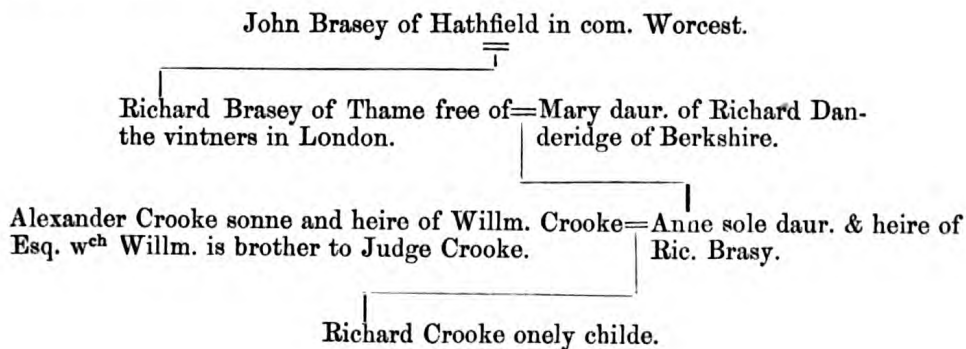 John Brasey of Hathfield in com. Worcest.
Richard Brasey of Thame free of=Mary daur. of Richard Dan-
the vintners in London. deridge of Berkshire.
Alexander Crooke sonne and heire of Willm. Crooke=Anne sole daur. & heire of
Esq. wᶜʰ Willm. is brother to Judge Crooke. Ric. Brasy.
Richard Crooke onely childe.